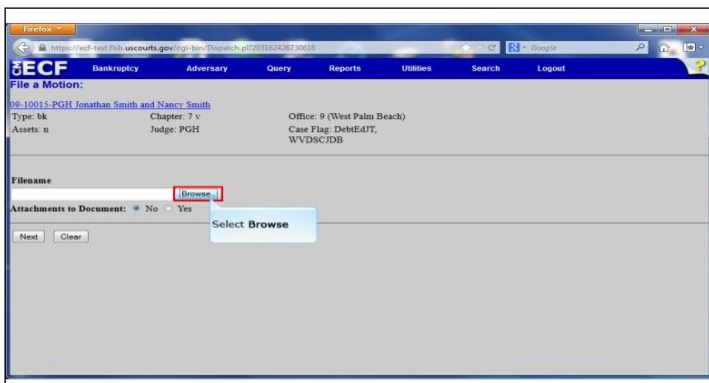 Firefox
https://ecf-test.flsb.uscourts.gov/cgi-bin/Dispatch.pl?203162426730616
Google
ECF Bankruptcy Adversary Query Reports Utilities Search Logout ?
File a Motion:
09-10015-PGH Jonathan Smith and Nancy Smith
Type: bk Chapter: 7 v Office: 9 (West Palm Beach)
Assets: n Judge: PGH Case Flag: DebtEdJT,
WVDSCJDB
Filename
Browse...
Attachments to Document: No Yes
Select Browse
Next Clear